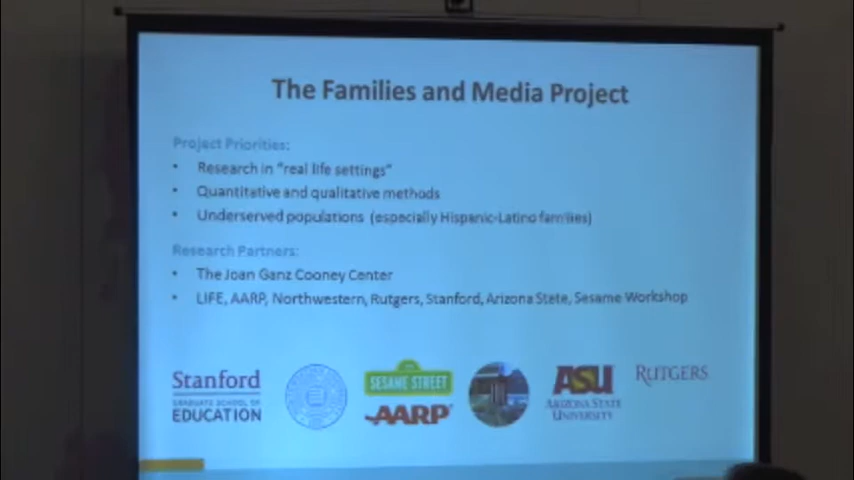 The Families and Media Project
Project Priorities:
• Research in "real life settings"
• Quantitative and qualitative methods
• Underserved populations (especially Hispanic-Latino families)
Research Partners:
• The Joan Ganz Cooney Center
• LIFE, AARP, Northwestern, Rutgers, Stanford, Arizona State, Sesame Workshop
Stanford
GRADUATE SCHOOL OF
EDUCATION
SESAME STREET
AARP
ASU
ARIZONA STATE
UNIVERSITY
RUTGERS